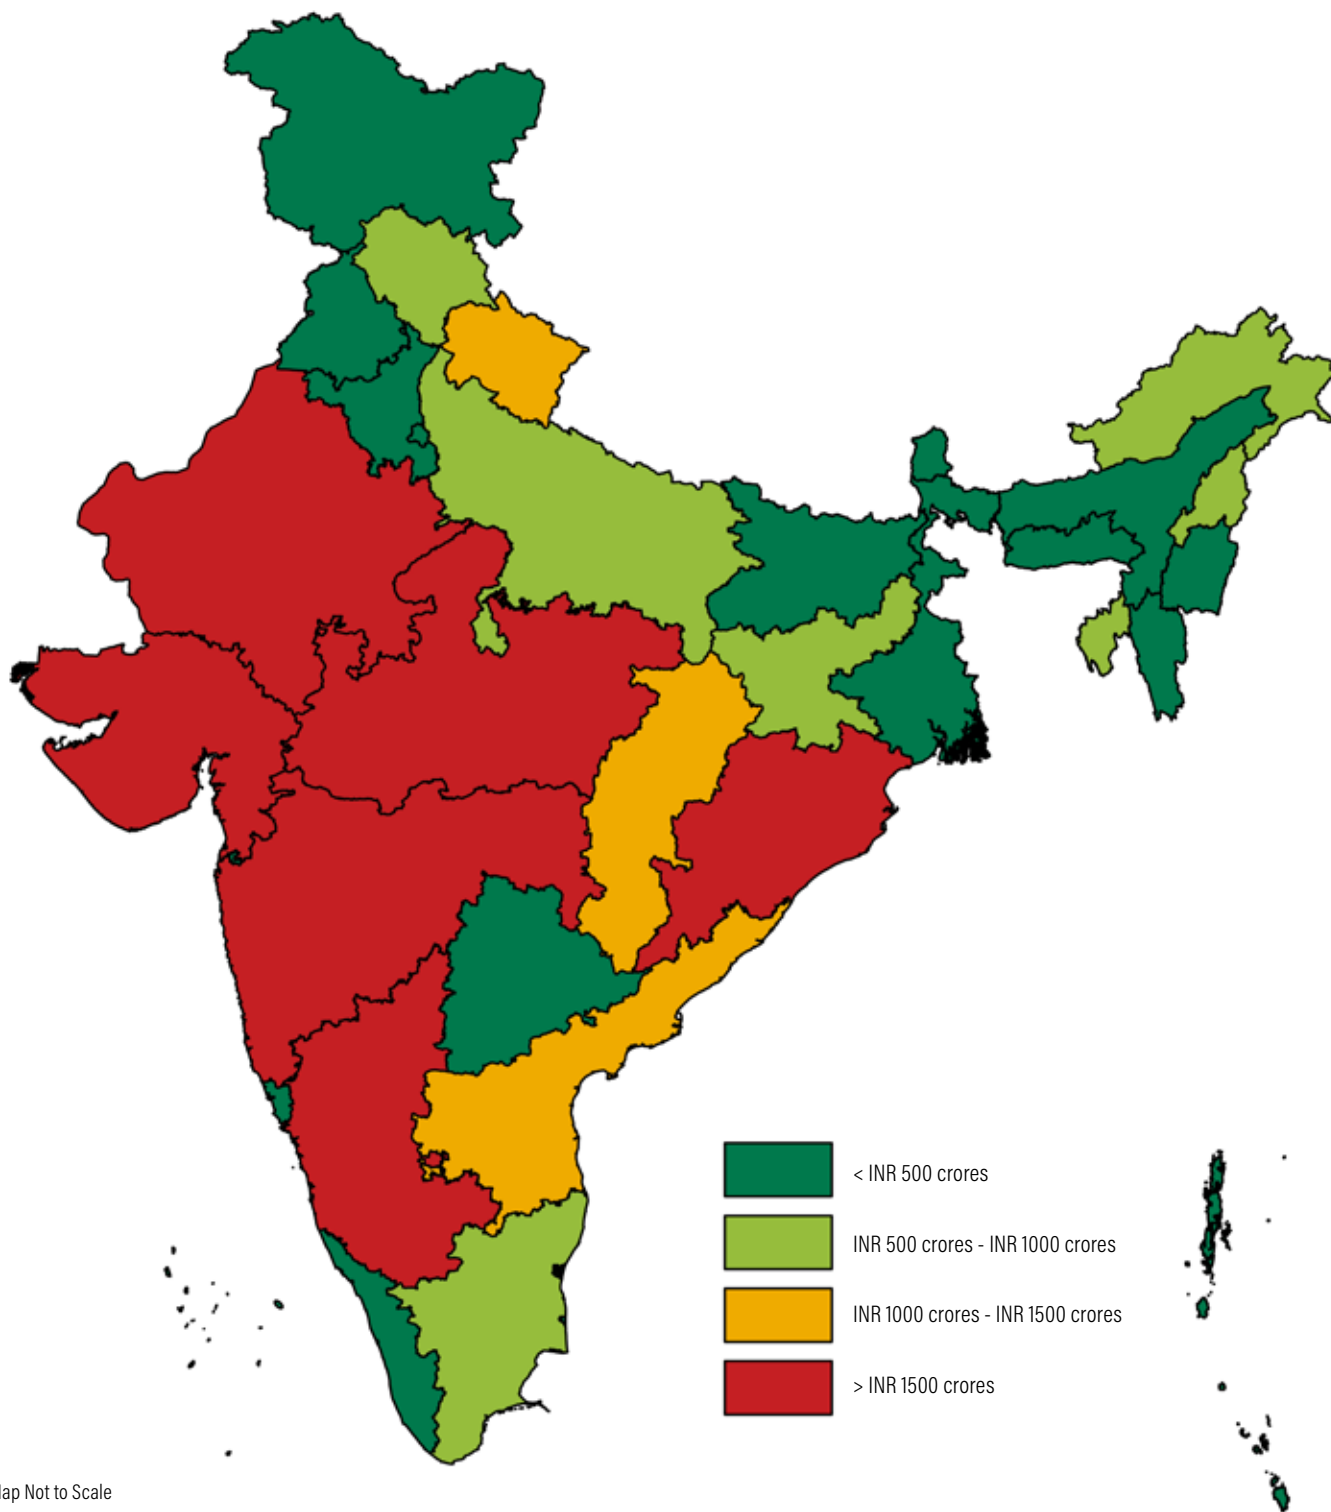 < INR 500 crores
INR 500 crores - INR 1000 crores
INR 1000 crores - INR 1500 crores
> INR 1500 crores
ap Not to Scale